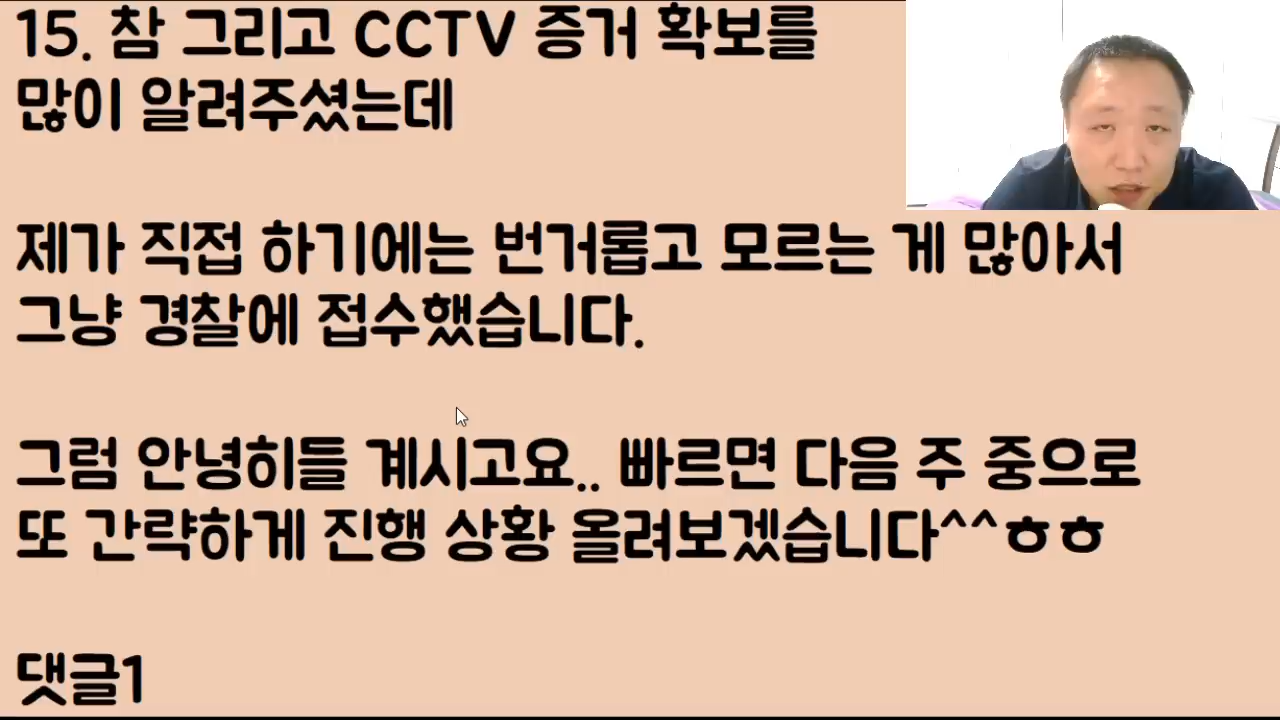 15. 참 그리고 CCTV 증거 확보를
많이 알려주셨는데
제가 직접 하기에는 번거롭고 모르는 게 많아서
그냥 경찰에 접수했습니다.
그럼 안녕히들 계시고요.. 빠르면 다음 주 중으로
또 간략하게 진행 상황 올려보겠습니다^^ㅎㅎ
댓글1